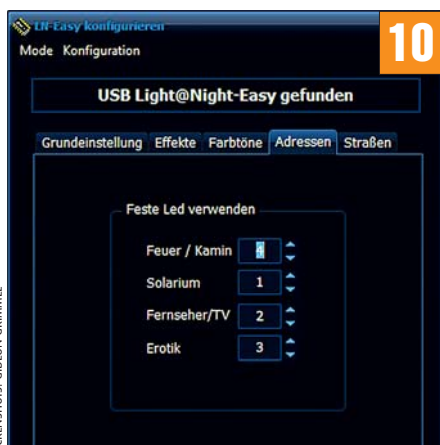 LN-Easy konfigurieren
10
Mode Konfiguration
USB Light@Night-Easy gefunden
Grundeinstellung Effekte Farbtöne Adressen Straßen
Feste Led verwenden
Feuer / Kamin 4
Solarium 1
Fernseher/TV 2
Erotik 3